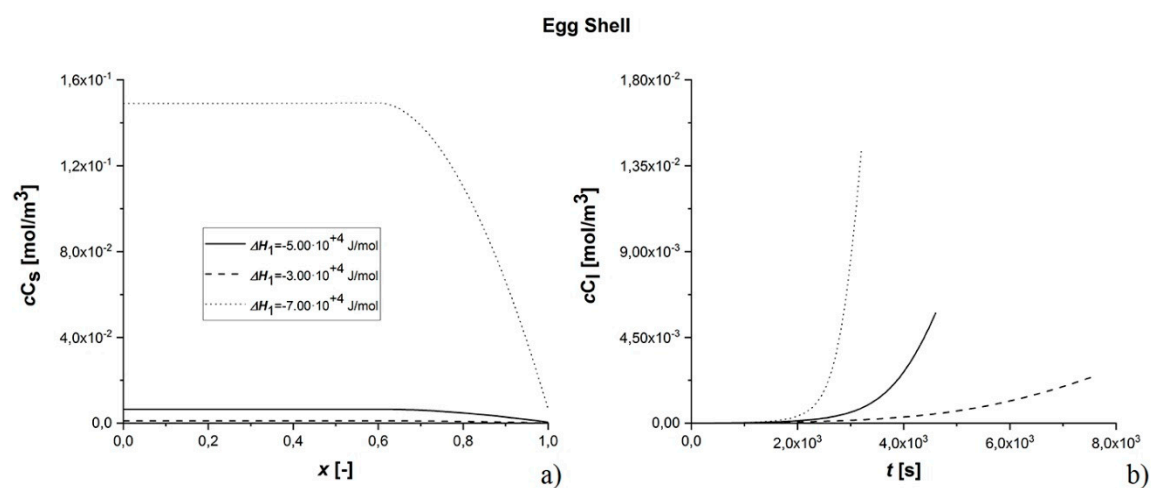 Egg Shell
1,6x10⁻¹
1,2x10⁻¹
8,0x10⁻²
4,0x10⁻²
0,0
cCₛ [mol/m³]
ΔH₁=-5.00·10⁺⁴ J/mol
ΔH₁=-3.00·10⁺⁴ J/mol
ΔH₁=-7.00·10⁺⁴ J/mol
0,0 0,2 0,4 0,6 0,8 1,0
x [-]
a)
1,80x10⁻²
1,35x10⁻²
9,00x10⁻³
4,50x10⁻³
0,00
cCₗ [mol/m³]
0,0 2,0x10³ 4,0x10³ 6,0x10³ 8,0x10³
t [s]
b)